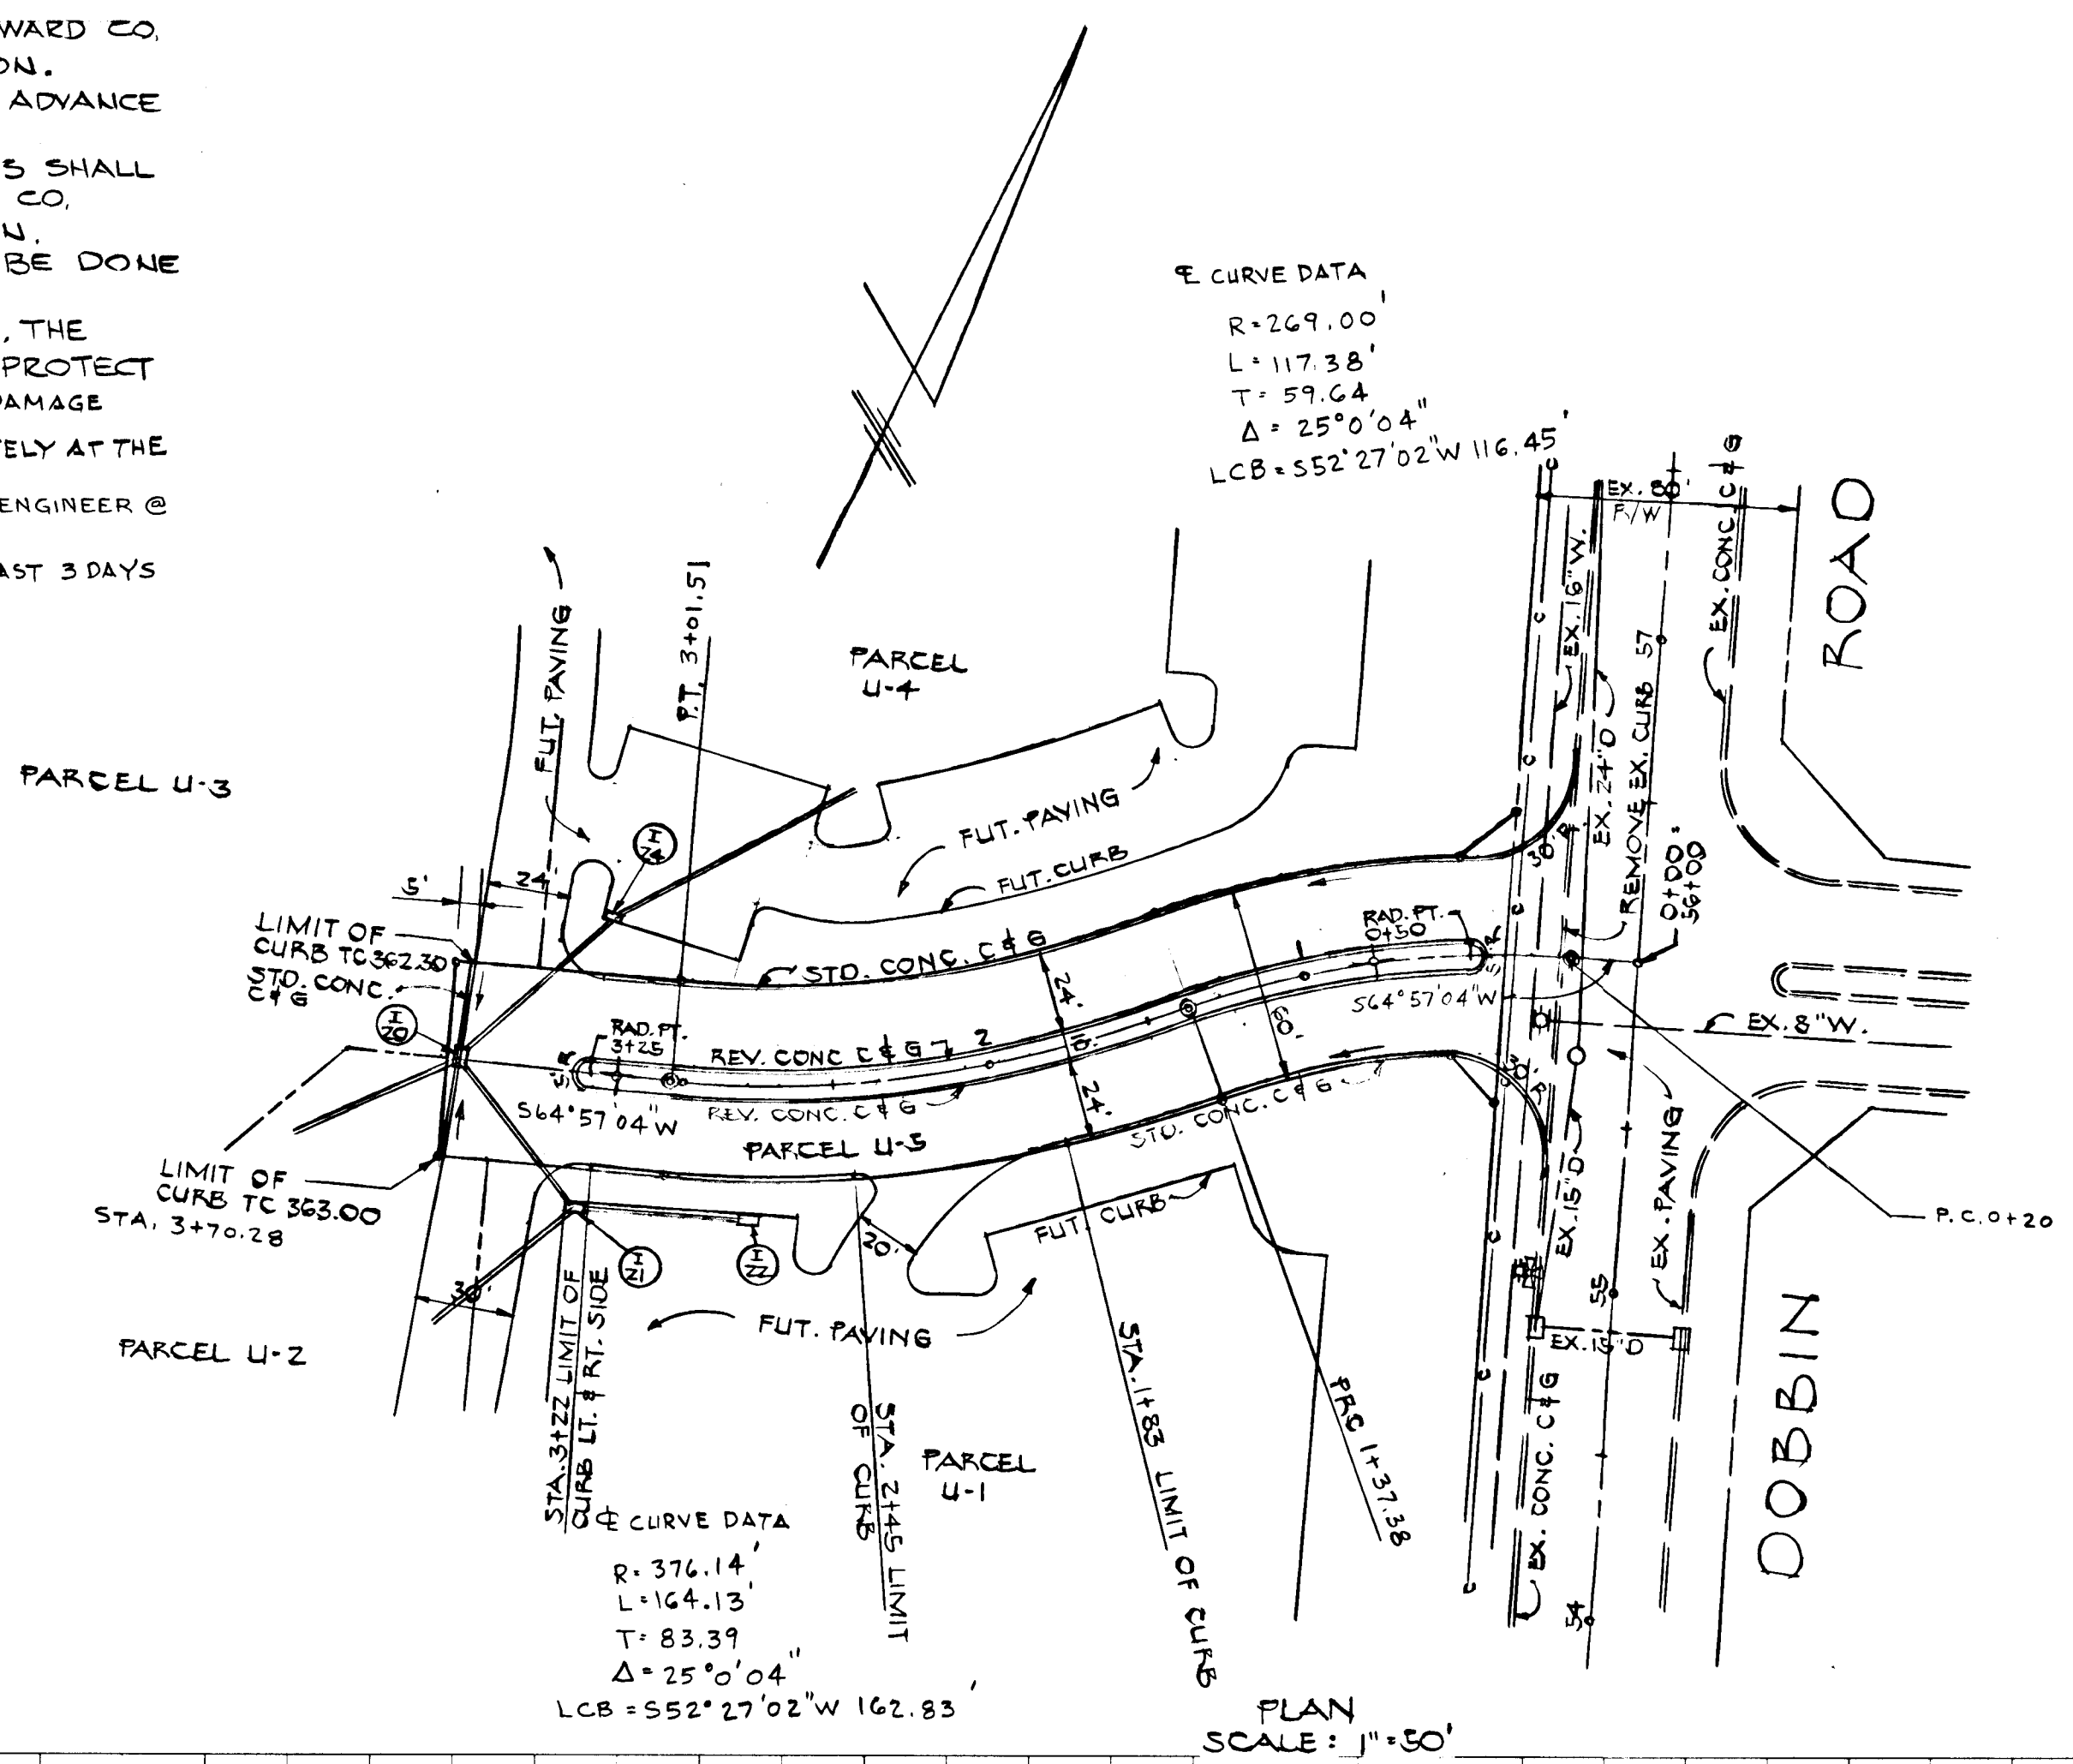 WARD CO.
ON.
ADVANCE
S SHALL
CO.
N.
BE DONE
, THE
PROTECT
DAMAGE
ELY AT THE
ENGINEER @
AST 3 DAYS
℄ CURVE DATA
R=269.00'
L=117.38'
T=59.64
Δ=25°0'04"
LCB=S52°27'02"W 116.45'
EX. 80'
R/W
EX. CONC. C&G
ROAD
EX. 16" W.
EX. 24" D
REMOVE EX. CURB
57
0+00=
56+00
FUT. PAVING
P.T. 3+01.51
PARCEL
U-4
PARCEL U-3
FUT. PAVING
FUT. CURB
I
24
5'
24'
LIMIT OF
CURB TC 362.30
STD. CONC.
C&G
I
20
STD. CONC. C&G
RAD. PT.
0+50
5'R
30'R
1
S64°57'04"W
EX. 8"W.
24'
60'
16'
2
RAD. PT.
3+25
5'R
REV. CONC C&G
REV. CONC. C&G
24'
S64°57'04"W
PARCEL U-5
STD. CONC. C&G
30'R
LIMIT OF
CURB TC 363.00
STA. 3+70.28
EX. 15" D
EX. PAVING
P.C. 0+20
FUT. CURB
20'
I
21
I
22
30'
FUT. PAVING
PARCEL U-2
55
EX. 15"D
STA. 3+22 LIMIT OF
CURB LT. & RT. SIDE
STA. 2+45 LIMIT
OF CURB
STA. 1+83 LIMIT OF CURB
PRC 1+37.38
PARCEL
U-1
EX. CONC. C&G
54
DOBBIN
℄ CURVE DATA
R=376.14'
L=164.13'
T=83.39
Δ=25°0'04"
LCB=S52°27'02"W 162.83'
PLAN
SCALE: 1"=50'